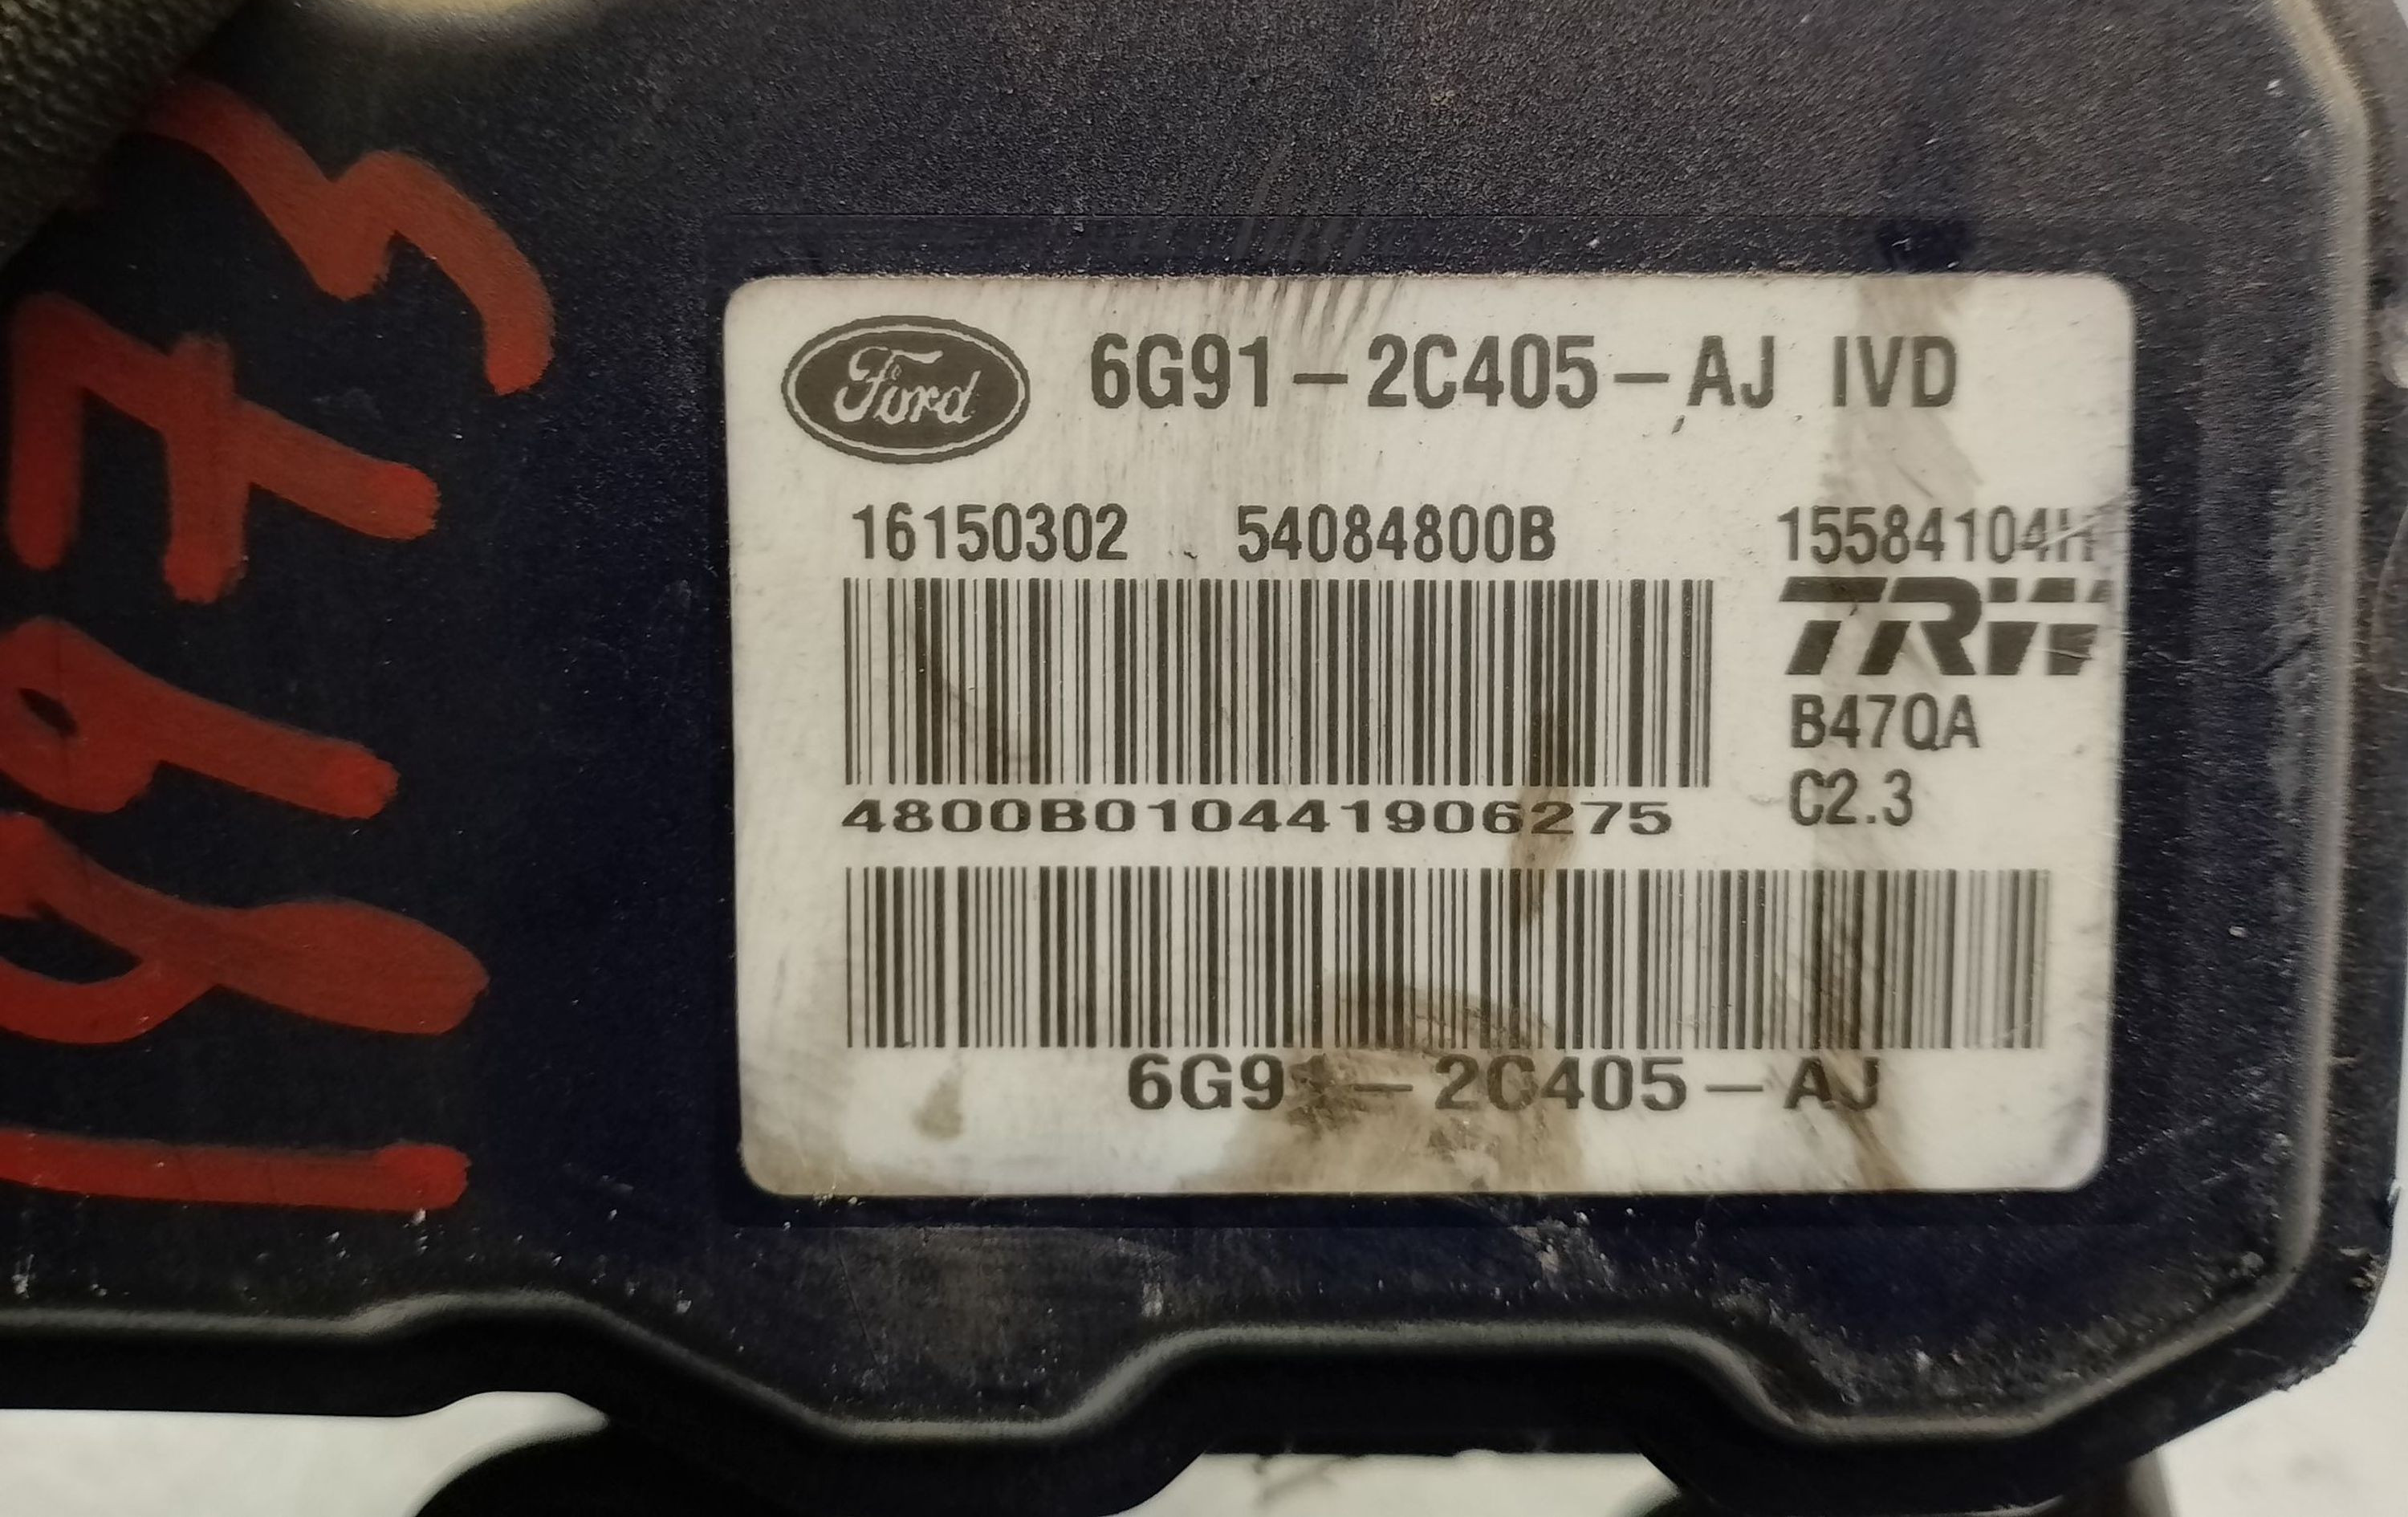 Ford 6G91-2C405-AJ IVD
16150302 54084800B 15584104H
TRW
B47QA
C2.3
4800B010441906275
6G91-2C405-AJ